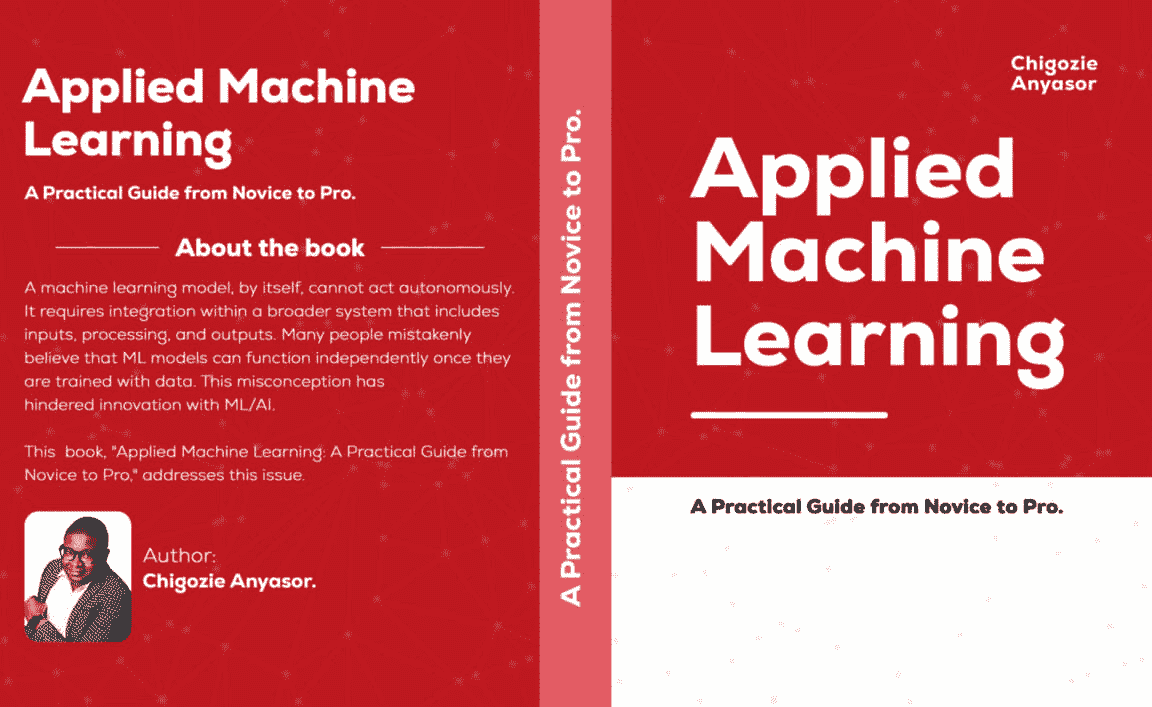 Applied Machine
Learning
A Practical Guide from Novice to Pro.
About the book
A machine learning model, by itself, cannot act autonomously.
It requires integration within a broader system that includes
inputs, processing, and outputs. Many people mistakenly
believe that ML models can function independently once they
are trained with data. This misconception has
hindered innovation with ML/AI.
This  book, "Applied Machine Learning: A Practical Guide from
Novice to Pro," addresses this issue.
Author:
Chigozie Anyasor.
A Practical Guide from Novice to Pro.
Chigozie
Anyasor
Applied
Machine
Learning
A Practical Guide from Novice to Pro.